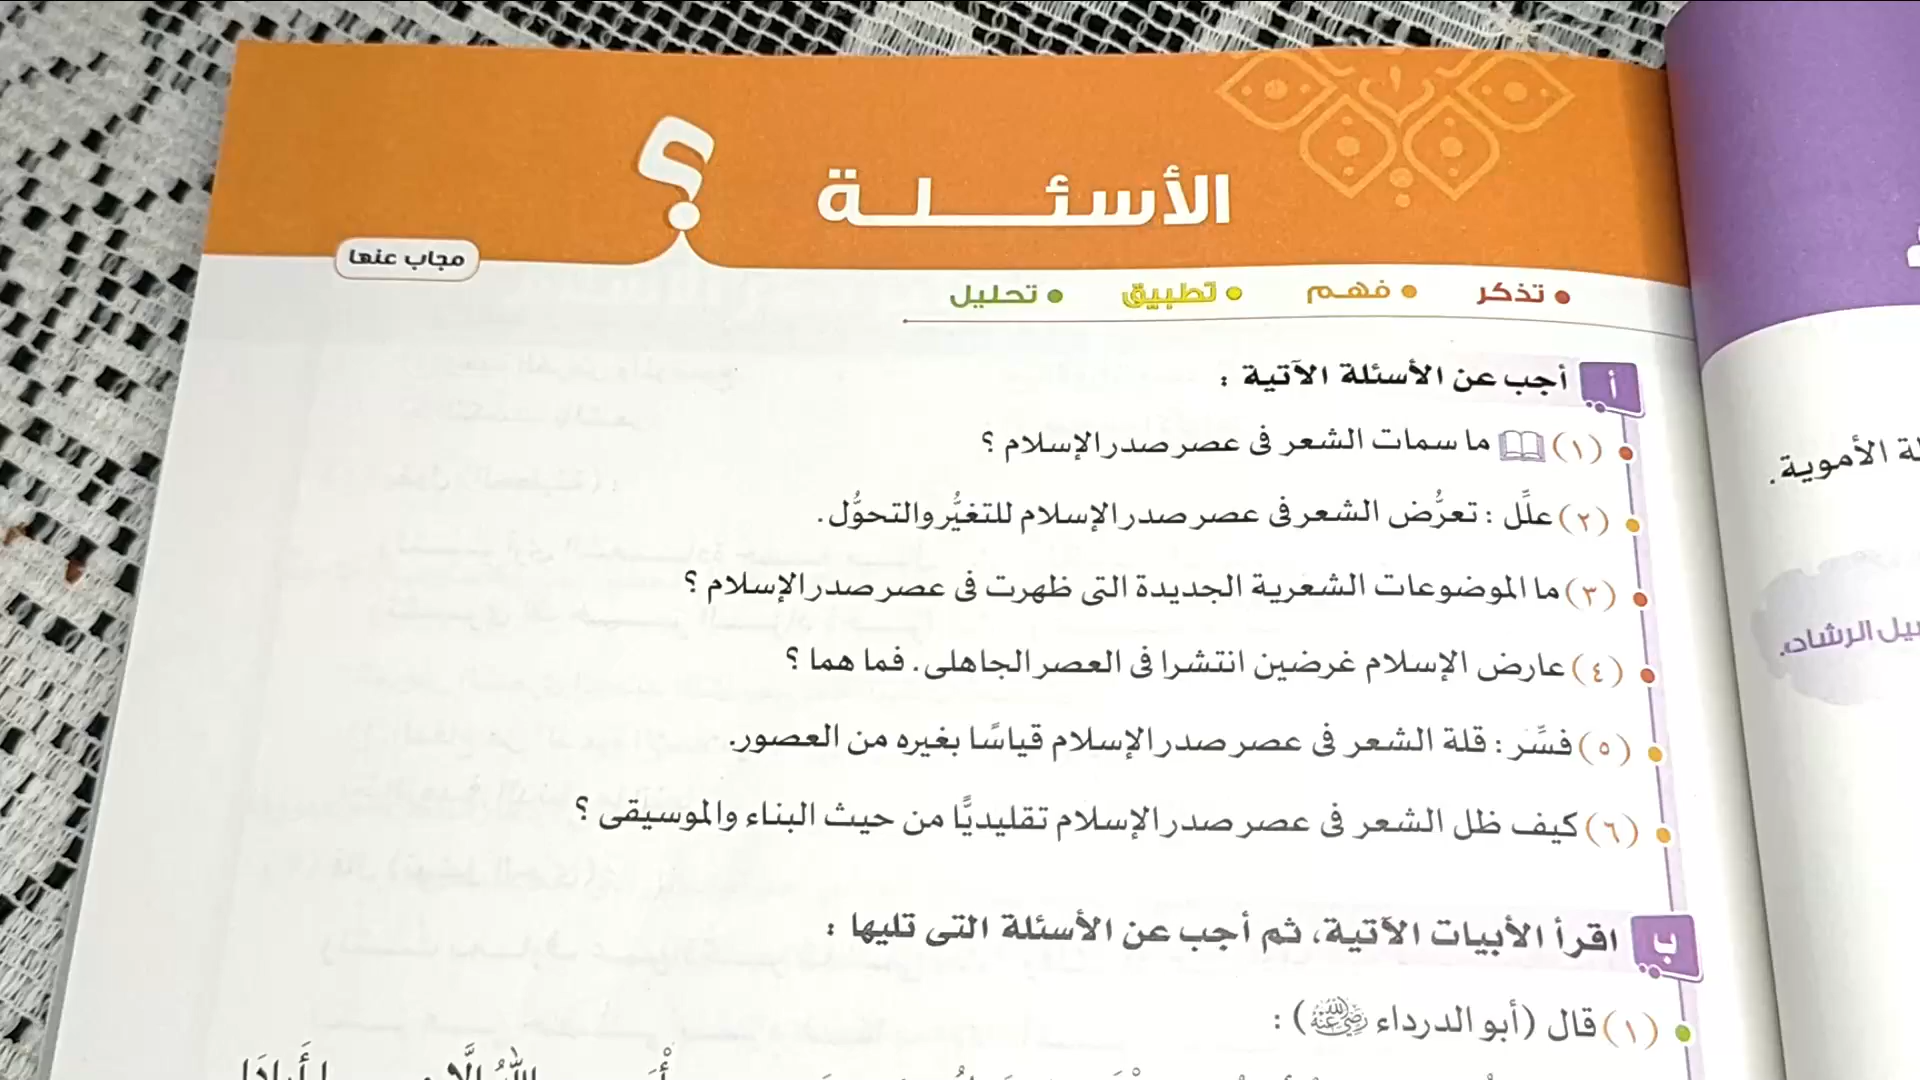 الأسئلة ؟
مجاب عنها
• تذكر • فهم • تطبيق • تحليل
أ أجب عن الأسئلة الآتية :
(١) ما سمات الشعر فى عصر صدر الإسلام ؟
(٢) علِّل : تعرُّض الشعر فى عصر صدر الإسلام للتغيُّر والتحوُّل.
(٣) ما الموضوعات الشعرية الجديدة التى ظهرت فى عصر صدر الإسلام ؟
(٤) عارض الإسلام غرضين انتشرا فى العصر الجاهلى. فما هما ؟
(٥) فسِّر : قلة الشعر فى عصر صدر الإسلام قياسًا بغيره من العصور.
(٦) كيف ظل الشعر فى عصر صدر الإسلام تقليديًّا من حيث البناء والموسيقى ؟
ب اقرأ الأبيات الآتية، ثم أجب عن الأسئلة التى تليها :
(١) قال (أبو الدرداء رضي الله عنه) :
الأموية.
الرشاد».